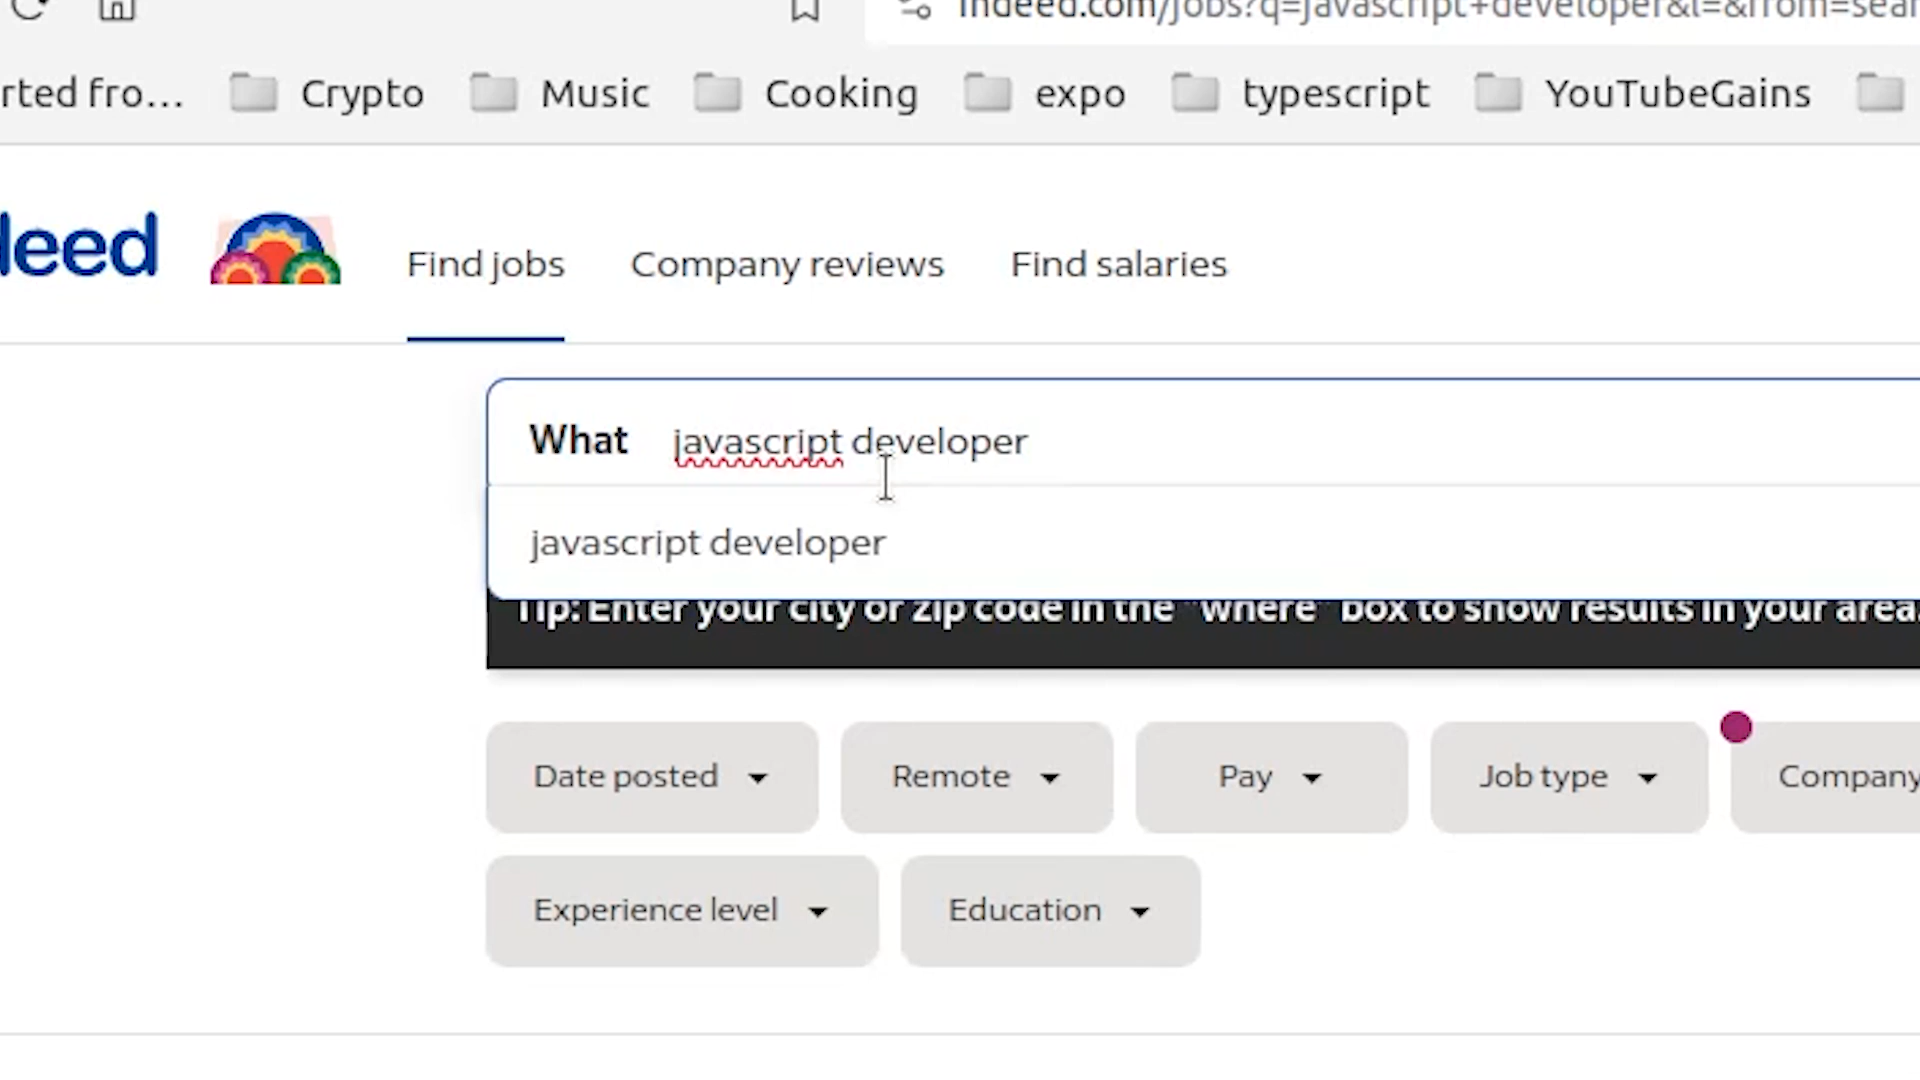 indeed.com/jobs?q=javascript+developer&l=&from=sear
rted fro... Crypto Music Cooking expo typescript YouTubeGains
deed Find jobs Company reviews Find salaries
What javascript developer
javascript developer
Tip: Enter your city or zip code in the "where" box to show results in your area.
Date posted Remote Pay Job type Company
Experience level Education